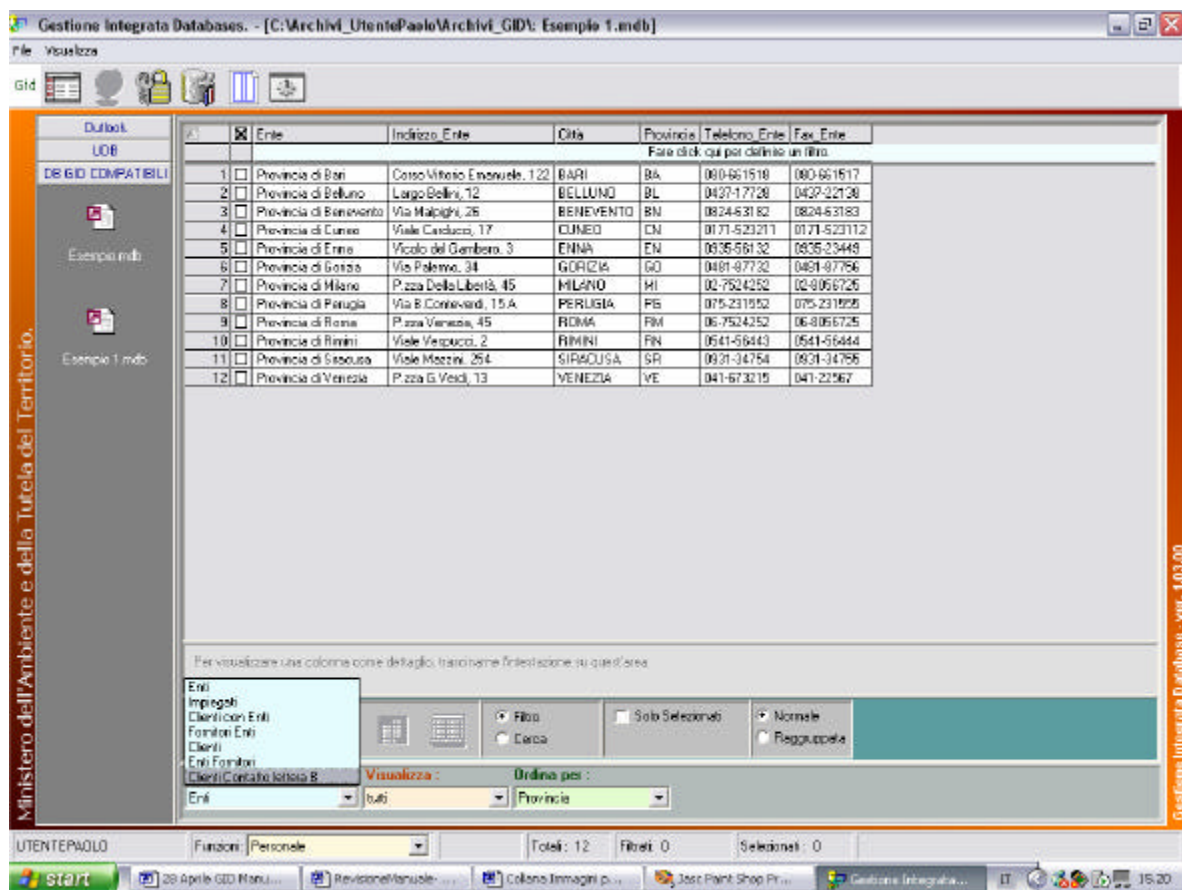 Gestione Integrata Databases. - [C:\Archivi_UtentePaolo\Archivi_GID\: Esempio 1.mdb]
File Visualizza
Gid
Outlook
UDB
DB GID COMPATIBILI
Esempio.mdb
Esempio 1.mdb
Ente Indirizzo_Ente Città Provincia Telefono_Ente Fax_Ente
Fare click qui per definire un filtro.
1 Provincia di Bari Corso Vittorio Emanuele, 122 BARI BA 080-661518 080-661517
2 Provincia di Belluno Largo Bellini, 12 BELLUNO BL 0437-17728 0437-22138
3 Provincia di Benevento Via Malpighi, 26 BENEVENTO BN 0824-63182 0824-63183
4 Provincia di Cuneo Viale Carducci, 17 CUNEO CN 0171-523211 0171-523112
5 Provincia di Enna Vicolo del Gambero, 3 ENNA EN 0935-56132 0935-23449
6 Provincia di Gorizia Via Palermo, 34 GORIZIA GO 0481-87732 0481-87756
7 Provincia di Milano P.zza Della Libertà, 45 MILANO MI 02-7524252 02-8056725
8 Provincia di Perugia Via B. 15 A PERUGIA PG 075-231552 075-231555
9 Provincia di Roma P.zza Venezia, 45 ROMA RM 06-7524252 06-8056725
10 Provincia di Rimini Viale Vespucci, 2 RIMINI RN 0541-56443 0541-56444
11 Provincia di Siracusa Viale Mazzini, 254 SIRACUSA SR 0931-34754 0931-34755
12 Provincia di Venezia P.zza G.Verdi, 13 VENEZIA VE 041-673215 041-22567
Per visualizzare una colonna come dettaglio, trascinarne l'intestazione su quest'area
Enti
Impiegati
Clienti con Enti
Fornitori Enti
Clienti
Enti Fornitori
Clienti Contatto lettera B
Filtro
Cerca
Solo Selezionati
Normale
Raggruppata
Visualizza : Ordina per :
Enti tutti Provincia
UTENTEPAOLO Funzioni: Personale Totali: 12 Filtrati: 0 Selezionati: 0
start 28 Aprile GID Manu... RevisioneManuale-... Collana Immagini p... Jasc Paint Shop Pr... Gestione Integrata... IT 15.20
Ministero dell'Ambiente e della Tutela del Territorio.
Gestione Integrata Database - ver. 1.03.00